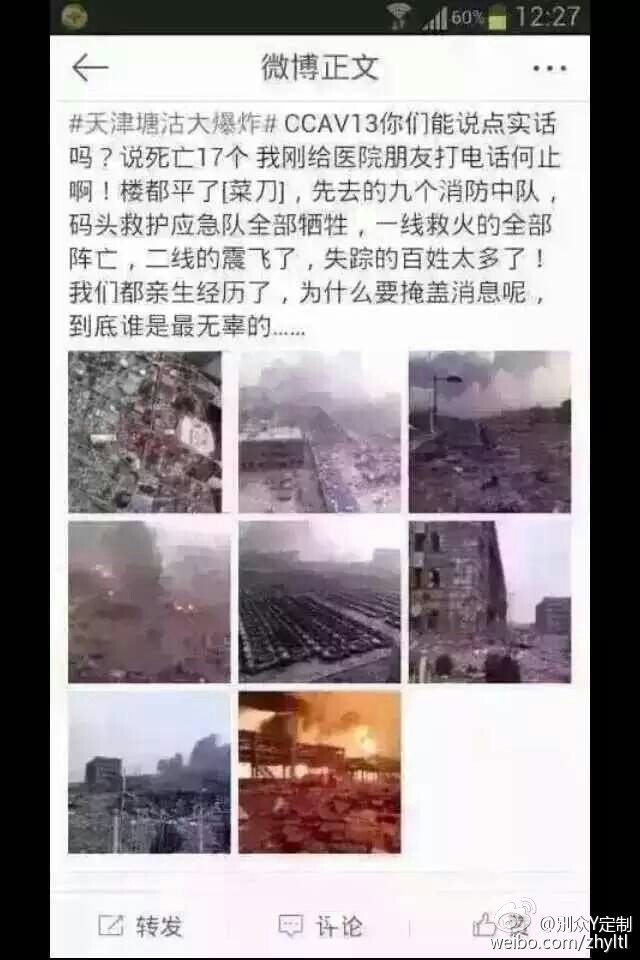 60% 12:27
微博正文
#天津塘沽大爆炸# CCAV13你们能说点实话
吗？说死亡17个 我刚给医院朋友打电话何止
啊！楼都平了[菜刀]，先去的九个消防中队，
码头救护应急队全部牺牲，一线救火的全部
阵亡，二线的震飞了，失踪的百姓太多了！
我们都亲生经历了，为什么要掩盖消息呢，
到底谁是最无辜的......
转发 评论
@别众Y定制
weibo.com/zhyltl